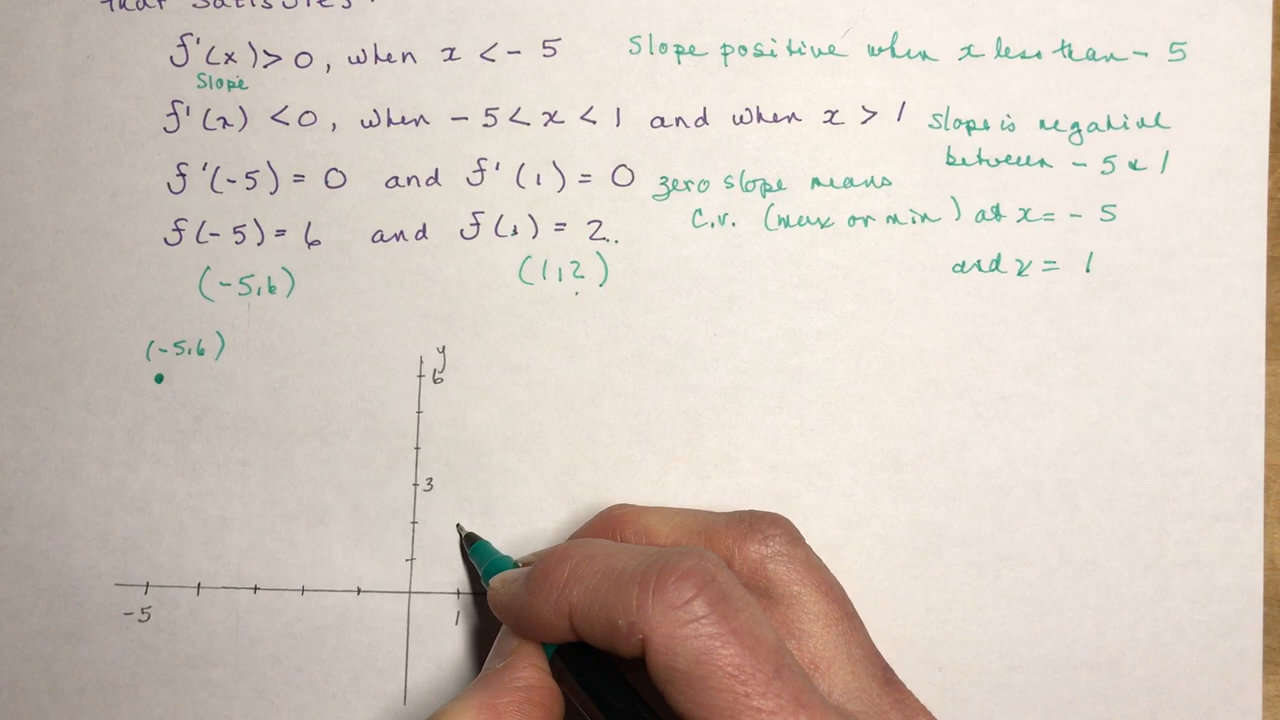 that satisfies:
f'(x) > 0, when x < - 5 Slope positive when x less than - 5
Slope
f'(x) < 0, when - 5 < x < 1 and when x > 1 slope is negative
between - 5 & 1
f'(-5) = 0 and f'(1) = 0 zero slope means
C.V. (max or min) at x = - 5
f(-5) = 6 and f(1) = 2..
and x = 1
(-5,6) (1,2)
(-5,6)
y
6
3
-5 1